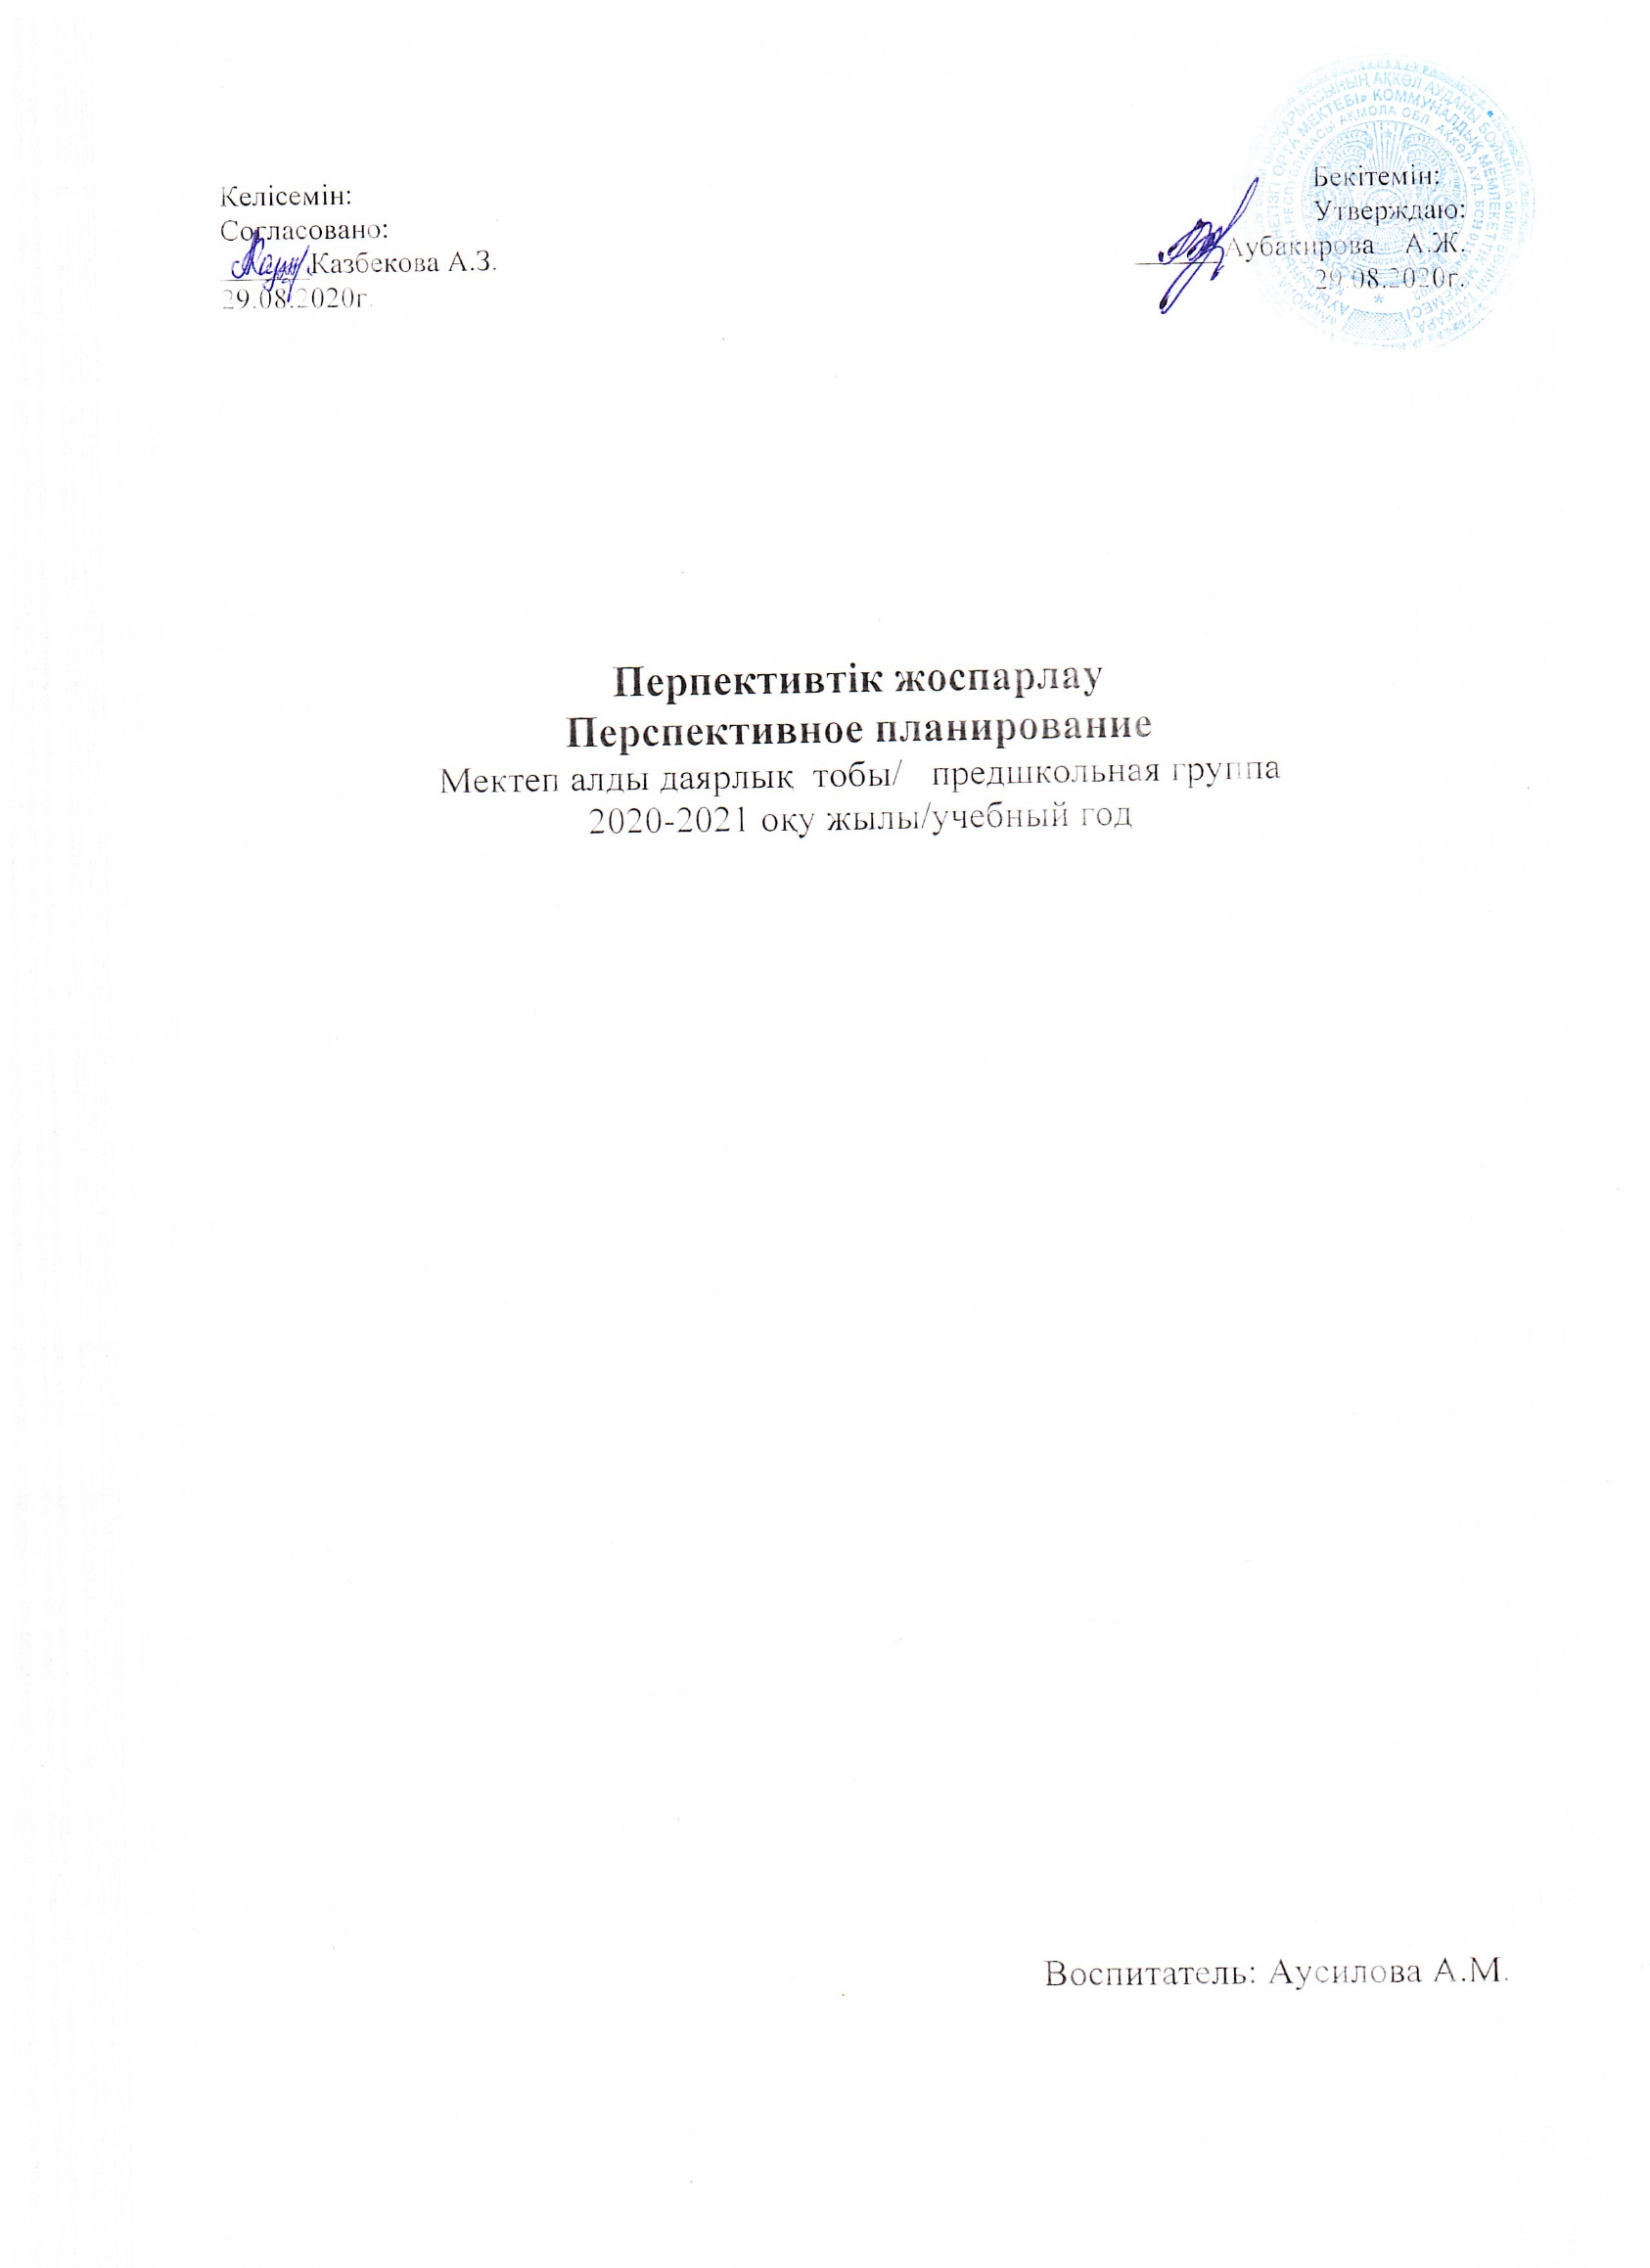 Келісемін:
Согласовано:
Казбекова А.З.
29.08.2020г.
Бекітемін:
Утверждаю:
Аубакирова А.Ж.
29.08.2020г.
Перпективтік жоспарлау
Перспективное планирование
Мектеп алды даярлық тобы/ предшкольная группа
2020-2021 оқу жылы/учебный год
Воспитатель: Аусилова А.М.